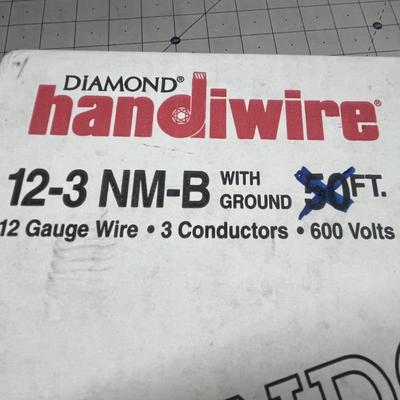 DIAMOND®
handiwire®
12-3 NM-B WITH GROUND 50 FT.
12 Gauge Wire • 3 Conductors • 600 Volts